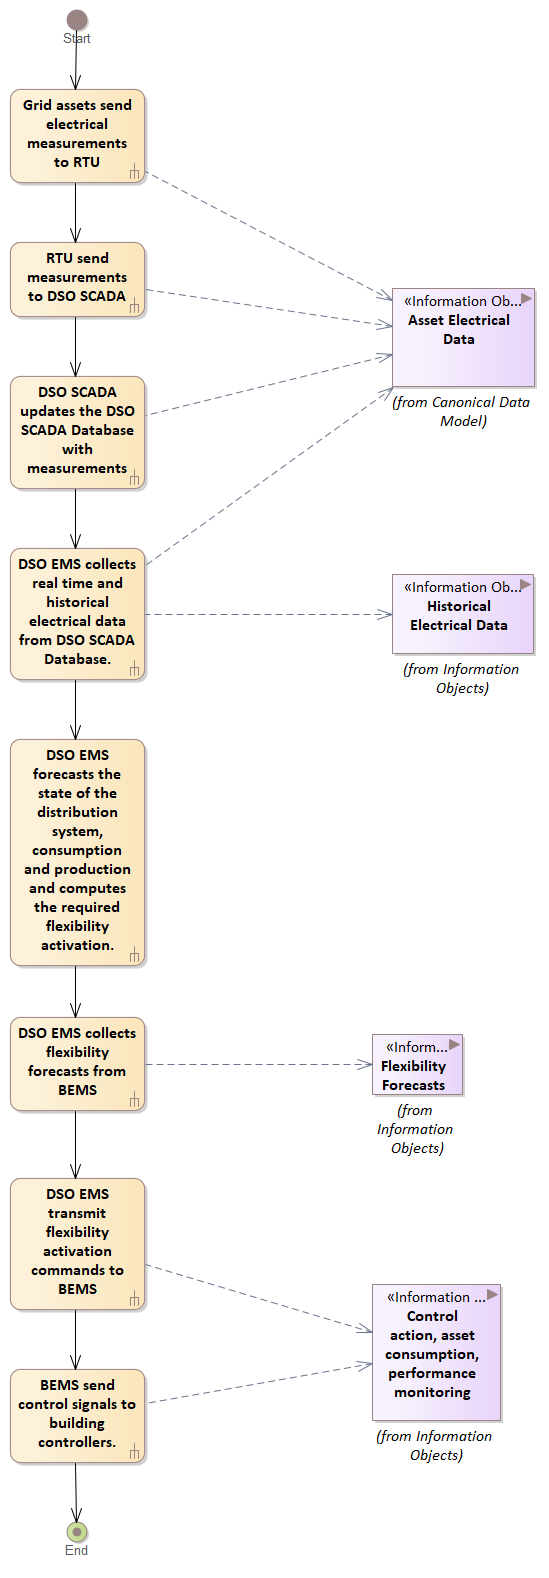 Start
Grid assets send
electrical
measurements
to RTU
RTU send
measurements
to DSO SCADA
«Information Ob...
Asset Electrical
Data
(from Canonical Data
Model)
DSO SCADA
updates the DSO
SCADA Database
with
measurements
DSO EMS collects
real time and
historical
electrical data
from DSO SCADA
Database.
«Information Ob...
Historical
Electrical Data
(from Information
Objects)
DSO EMS
forecasts the
state of the
distribution
system,
consumption
and production
and computes
the required
flexibility
activation.
DSO EMS collects
flexibility
forecasts from
BEMS
«Inform...
Flexibility
Forecasts
(from
Information
Objects)
DSO EMS
transmit
flexibility
activation
commands to
BEMS
«Information ...
Control
action, asset
consumption,
performance
monitoring
(from Information
Objects)
BEMS send
control signals to
building
controllers.
End